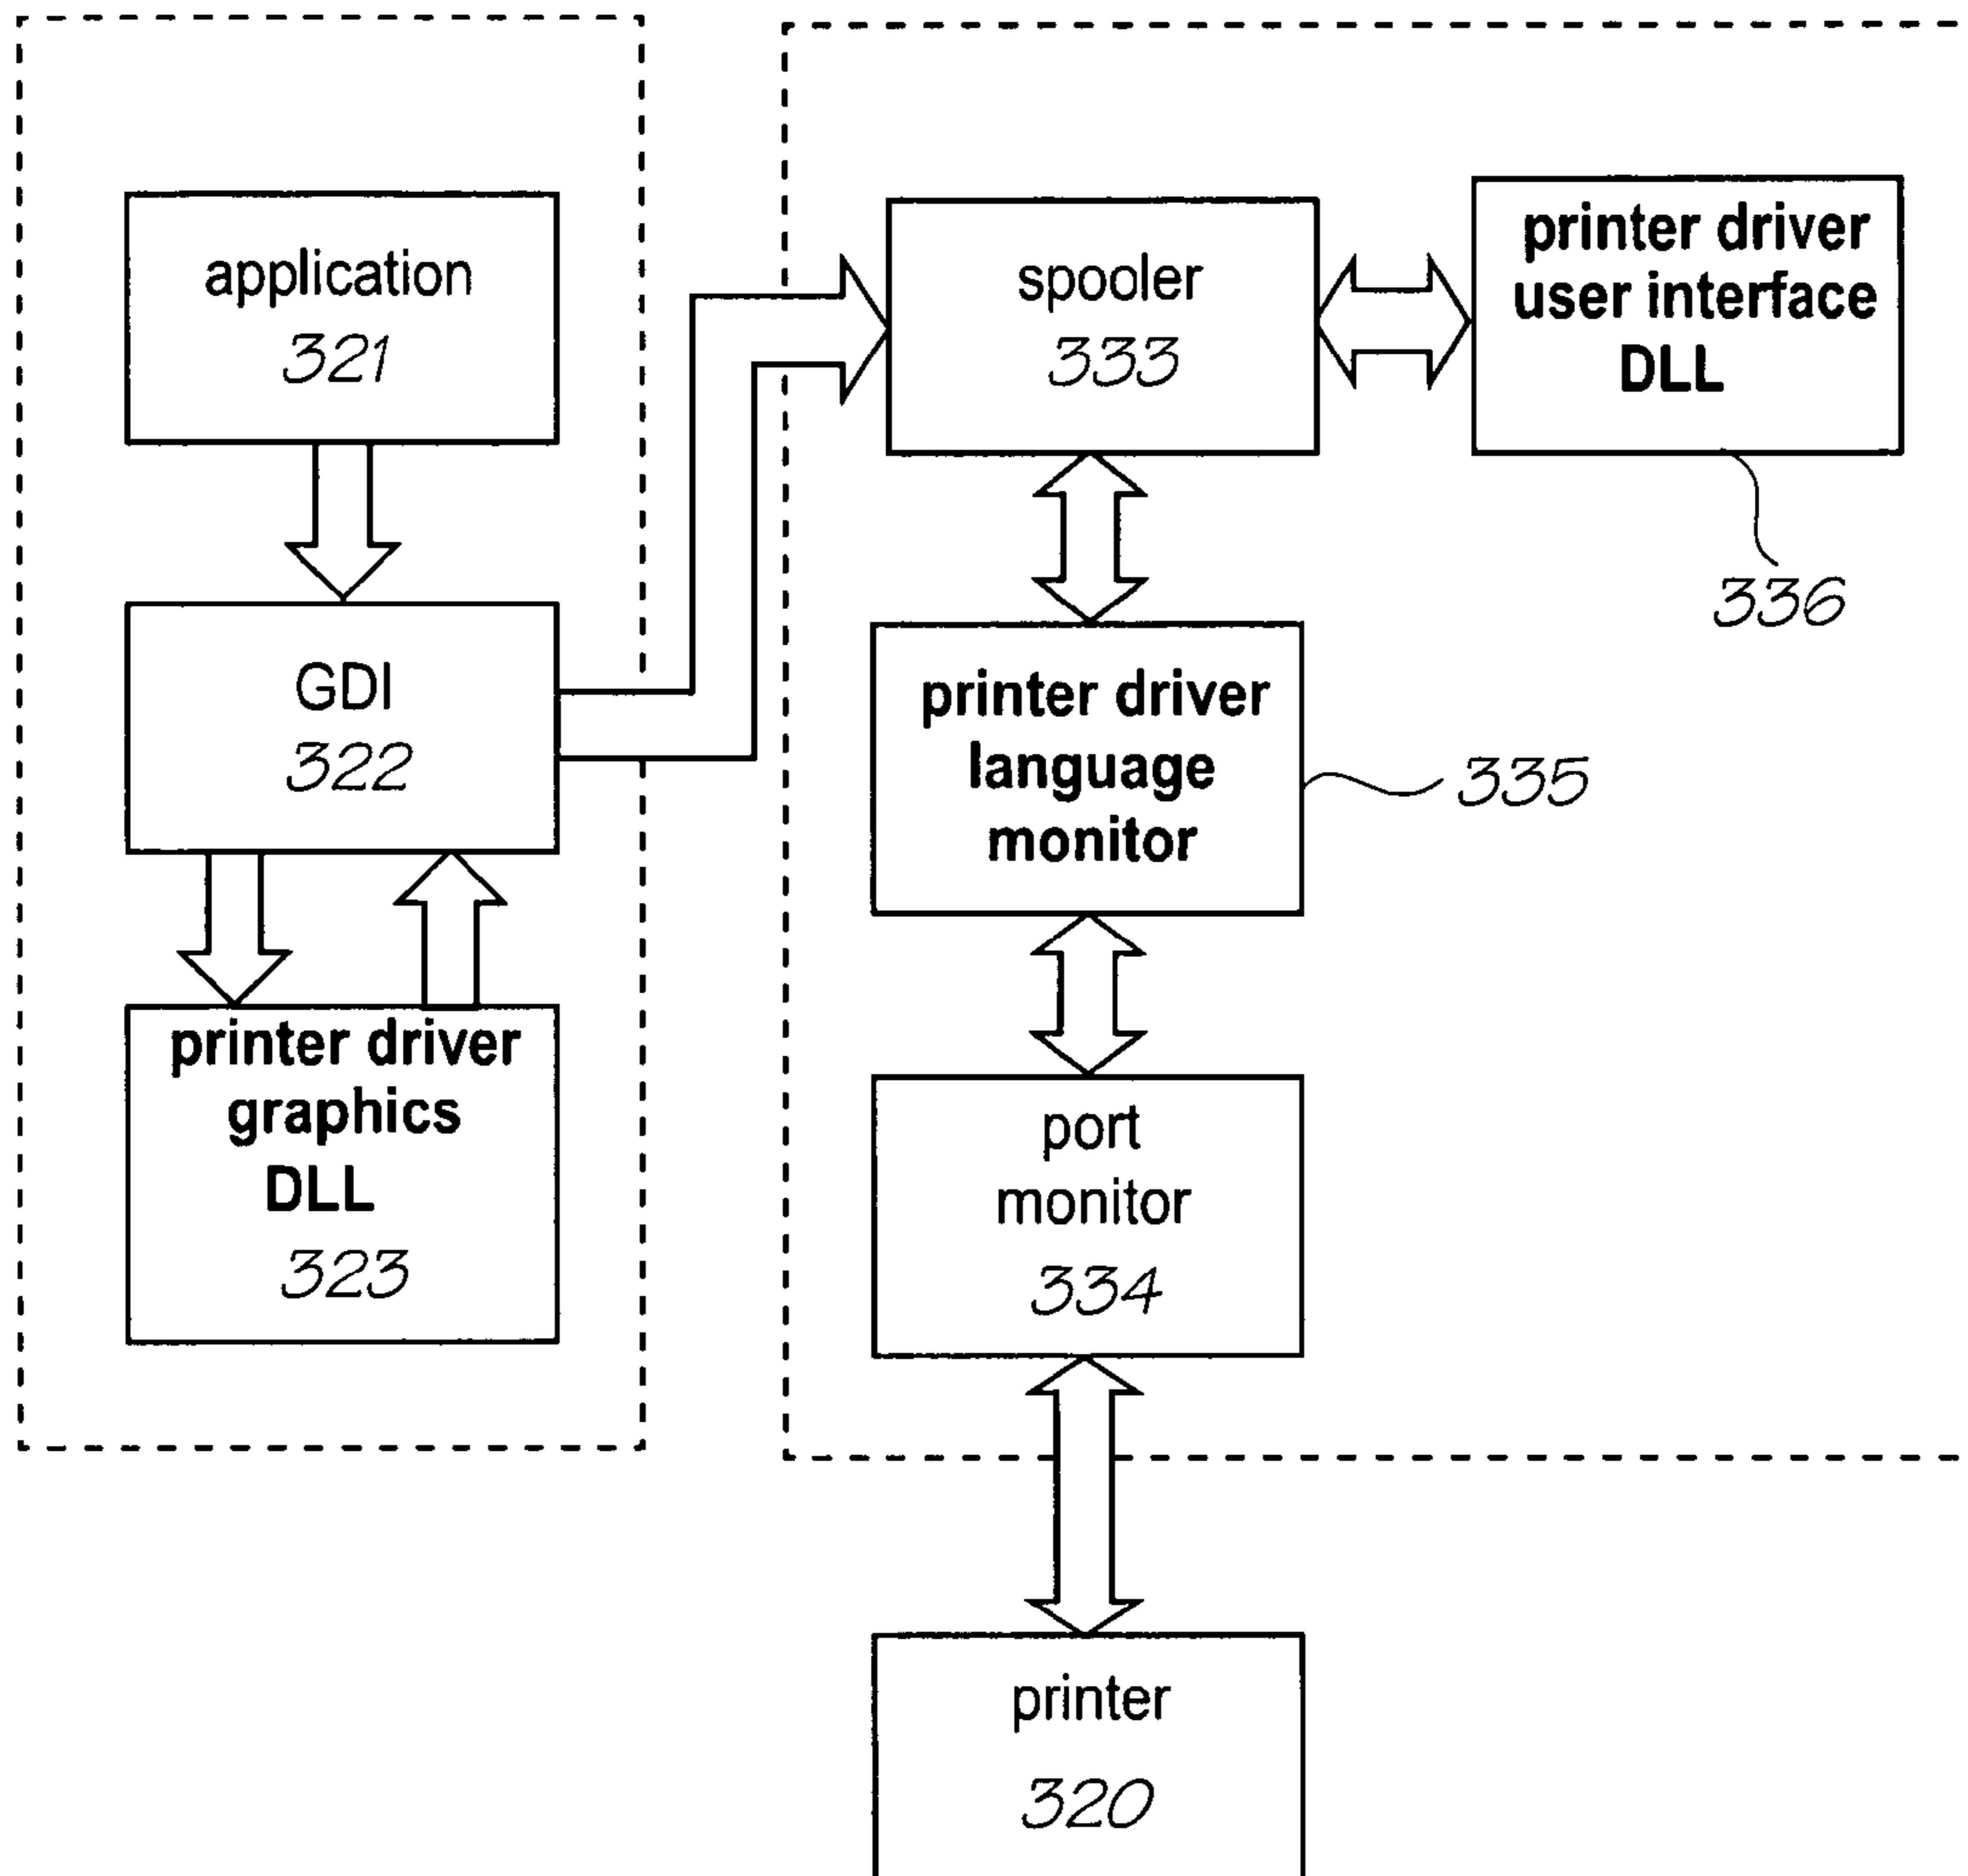 application
321
GDI
322
printer driver
graphics
DLL
323
spooler
333
printer driver
user interface
DLL
336
printer driver
language
monitor
335
port
monitor
334
printer
320